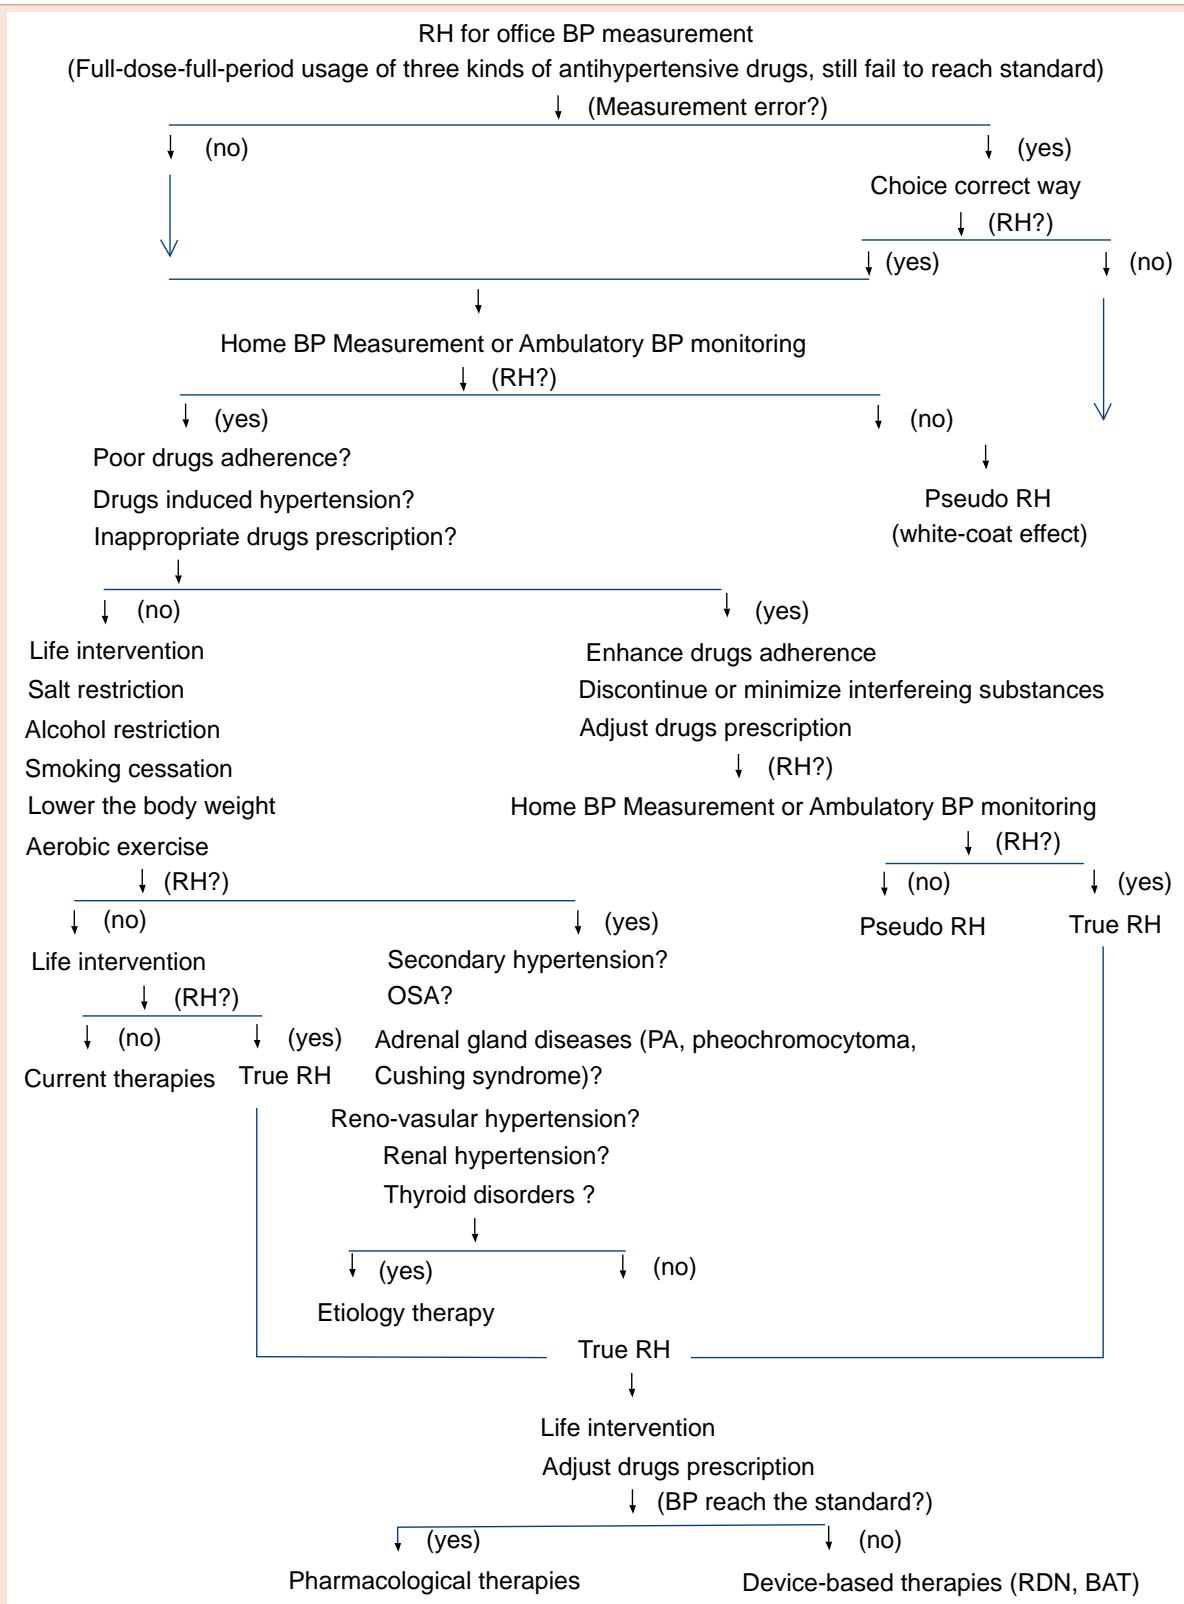 RH for office BP measurement
(Full-dose-full-period usage of three kinds of antihypertensive drugs, still fail to reach standard)
(Measurement error?)
(no)
(yes)
Choice correct way
(RH?)
(yes)
(no)
Home BP Measurement or Ambulatory BP monitoring
(RH?)
(yes)
(no)
Poor drugs adherence?
Drugs induced hypertension?
Inappropriate drugs prescription?
Pseudo RH
(white-coat effect)
(no)
(yes)
Life intervention
Salt restriction
Alcohol restriction
Smoking cessation
Lower the body weight
Aerobic exercise
(RH?)
Enhance drugs adherence
Discontinue or minimize interfereing substances
Adjust drugs prescription
(RH?)
Home BP Measurement or Ambulatory BP monitoring
(RH?)
(no)
(yes)
Pseudo RH
True RH
(no)
(yes)
Life intervention
(RH?)
(no)
(yes)
Current therapies
True RH
Secondary hypertension?
OSA?
Adrenal gland diseases (PA, pheochromocytoma,
Cushing syndrome)?
Reno-vasular hypertension?
Renal hypertension?
Thyroid disorders ?
(yes)
(no)
Etiology therapy
True RH
Life intervention
Adjust drugs prescription
(BP reach the standard?)
(yes)
(no)
Pharmacological therapies
Device-based therapies (RDN, BAT)